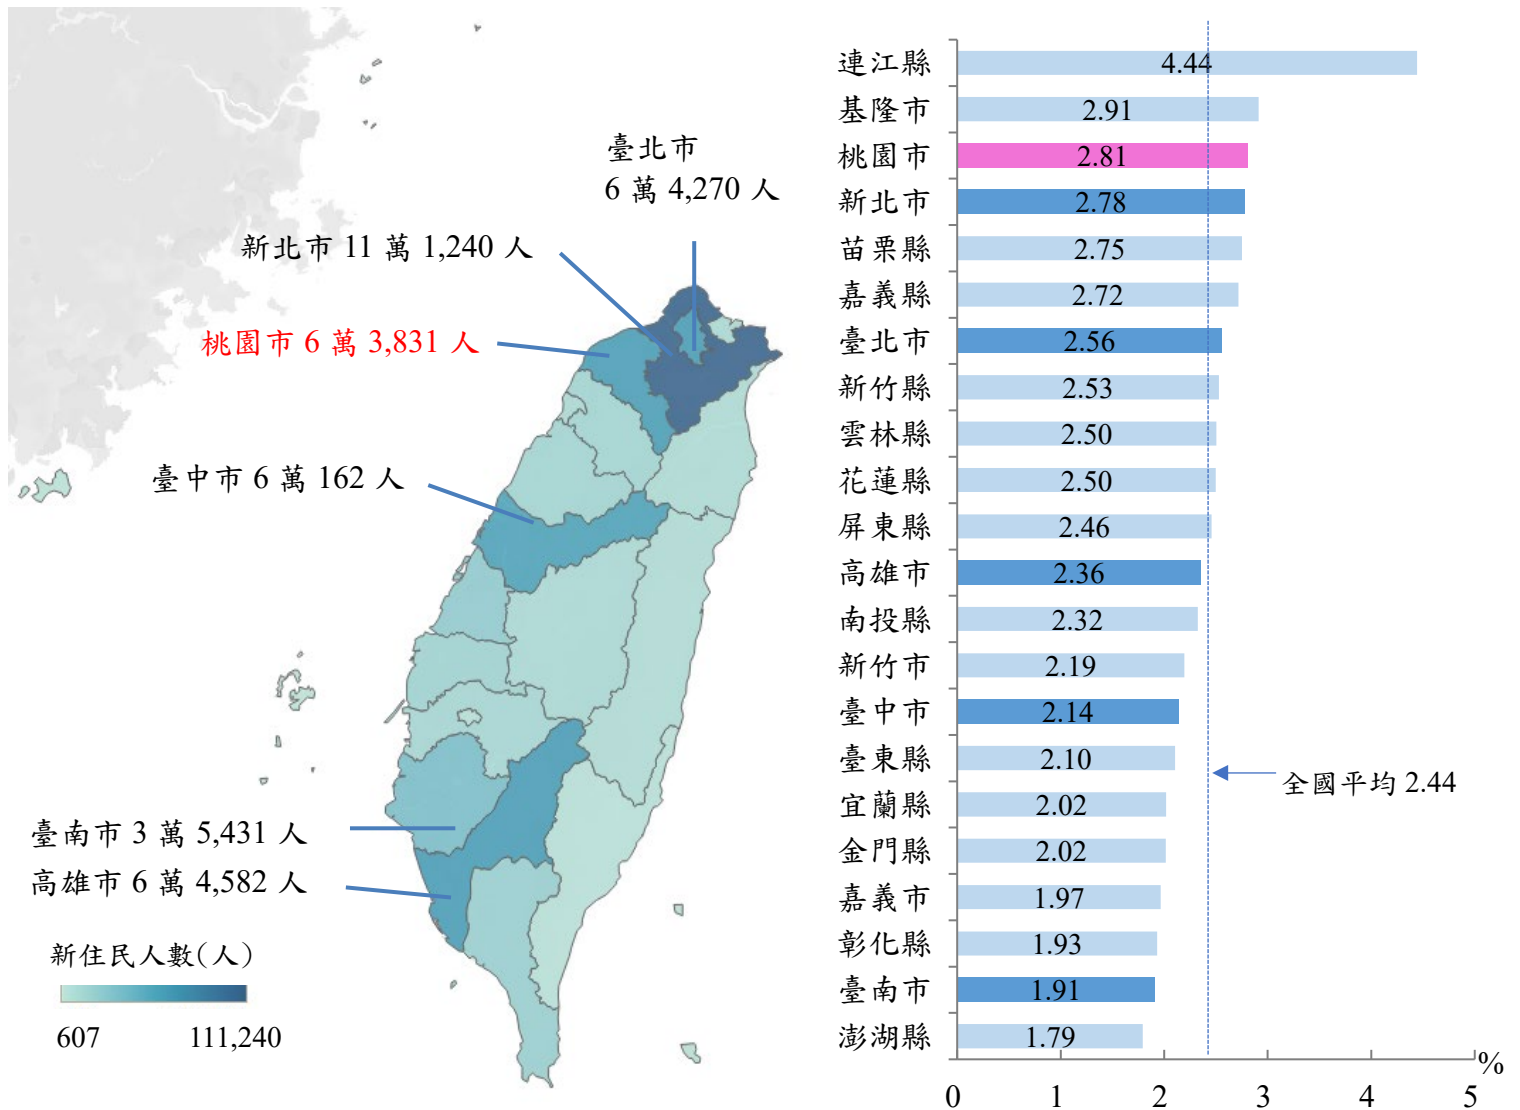 臺北市
6 萬 4,270 人
新北市 11 萬 1,240 人
桃園市 6 萬 3,831 人
臺中市 6 萬 162 人
臺南市 3 萬 5,431 人
高雄市 6 萬 4,582 人
新住民人數(人)
607 111,240
連江縣 4.44
基隆市 2.91
桃園市 2.81
新北市 2.78
苗栗縣 2.75
嘉義縣 2.72
臺北市 2.56
新竹縣 2.53
雲林縣 2.50
花蓮縣 2.50
屏東縣 2.46
高雄市 2.36
南投縣 2.32
新竹市 2.19
臺中市 2.14
臺東縣 2.10
全國平均 2.44
宜蘭縣 2.02
金門縣 2.02
嘉義市 1.97
彰化縣 1.93
臺南市 1.91
澎湖縣 1.79
%
0 1 2 3 4 5